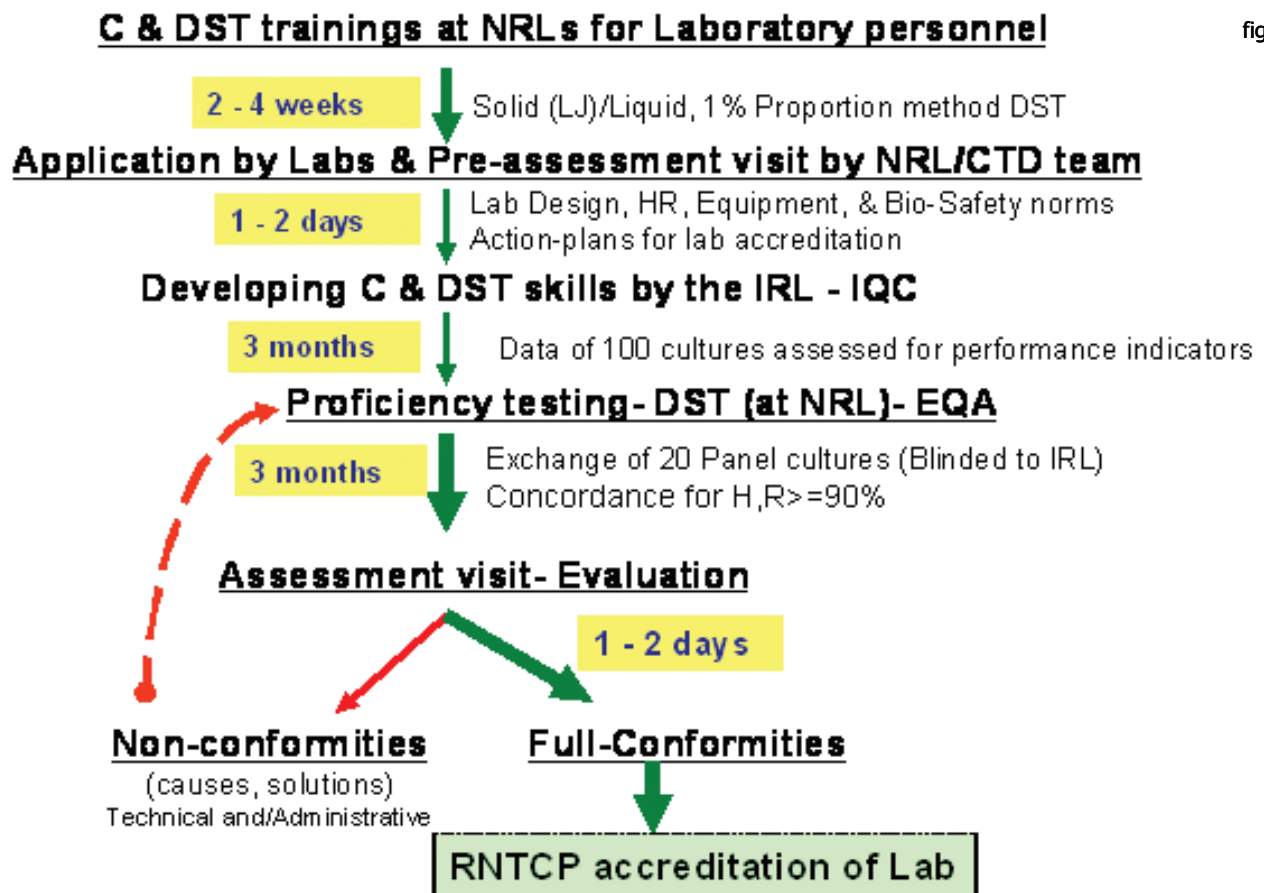 C & DST trainings at NRLs for Laboratory personnel
fig
2 - 4 weeks
Solid (LJ)/Liquid, 1% Proportion method DST
Application by Labs & Pre-assessment visit by NRL/CTD team
1 - 2 days
Lab Design, HR, Equipment, & Bio-Safety norms
Action-plans for lab accreditation
Developing C & DST skills by the IRL - IQC
3 months
Data of 100 cultures assessed for performance indicators
Proficiency testing- DST (at NRL)- EQA
3 months
Exchange of 20 Panel cultures (Blinded to IRL)
Concordance for H,R>=90%
Assessment visit- Evaluation
1 - 2 days
Non-conformities
(causes, solutions)
Technical and/Administrative
Full-Conformities
RNTCP accreditation of Lab